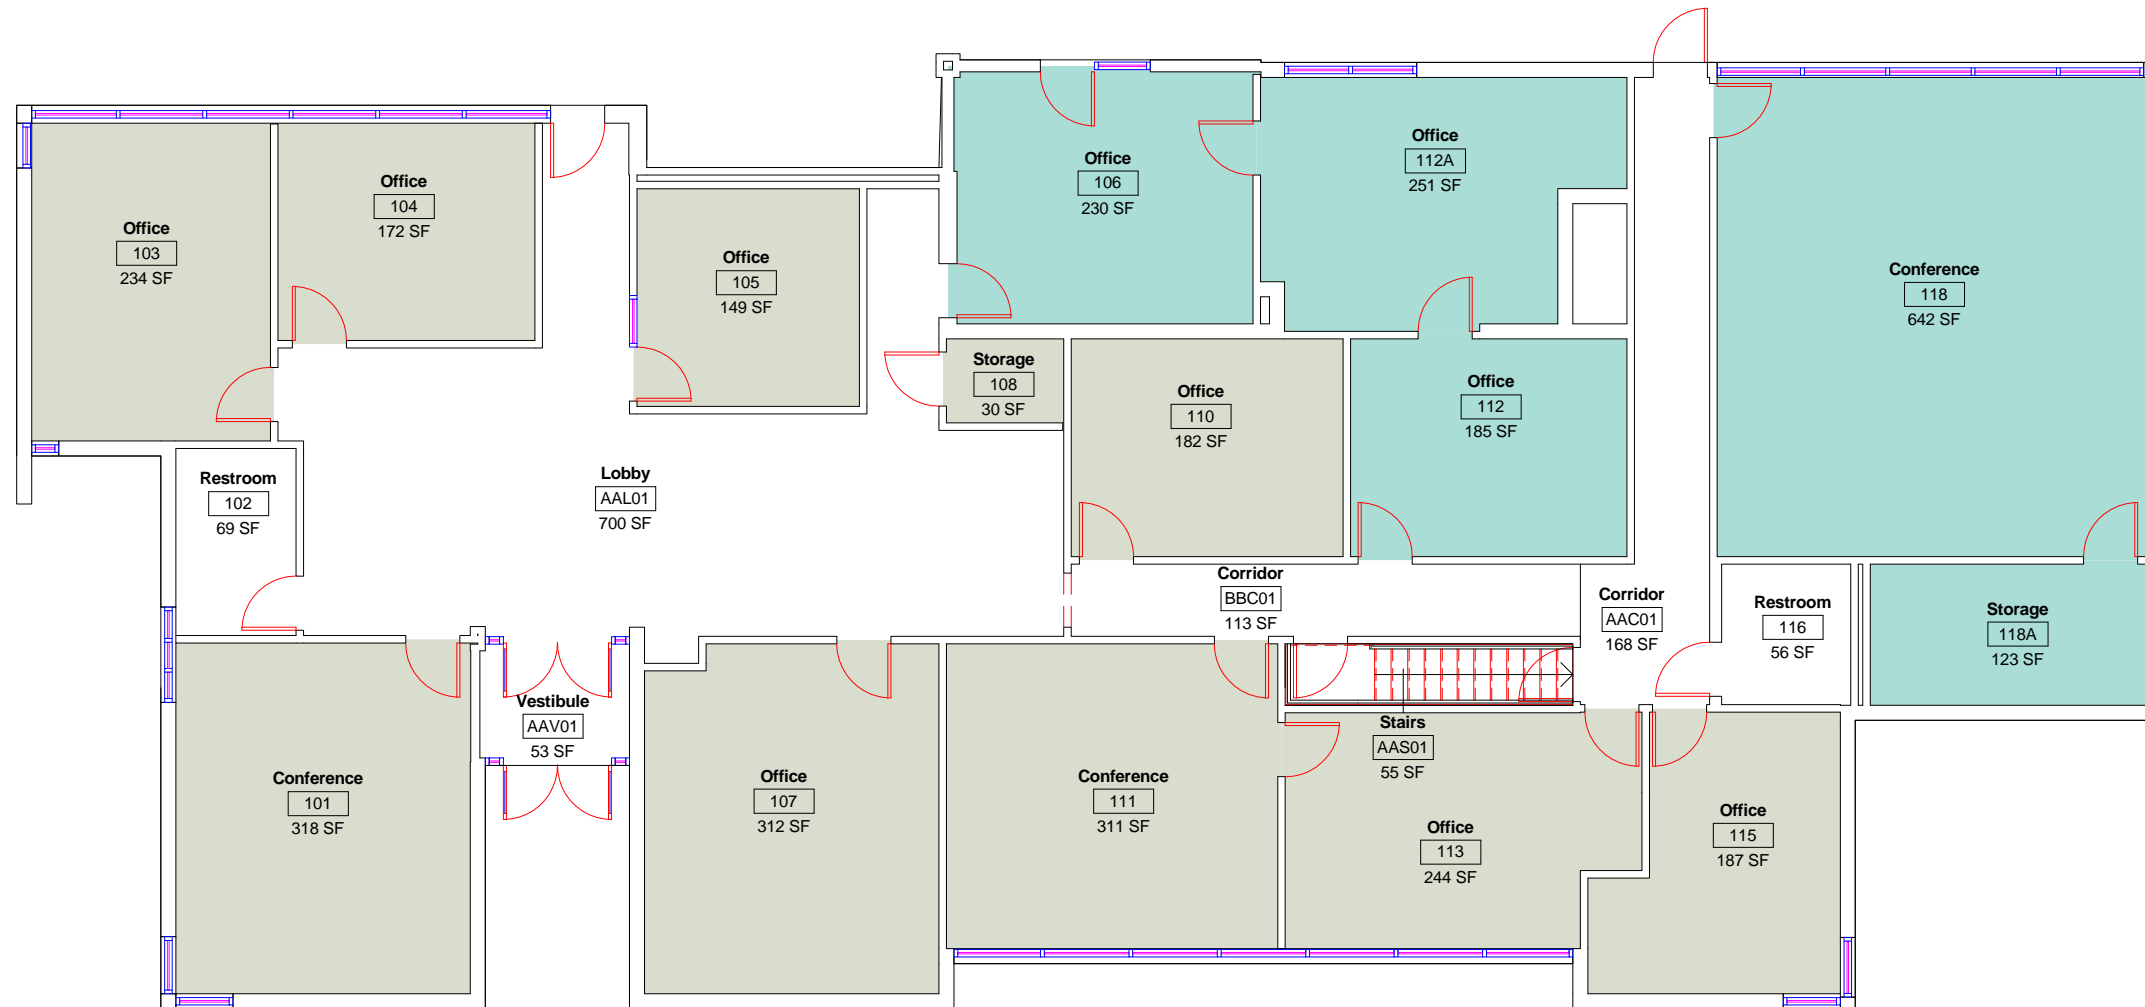 Office
112A
251 SF
Office
106
230 SF
Office
104
172 SF
Office
103
234 SF
Office
105
149 SF
Conference
118
642 SF
Storage
108
30 SF
Office
110
182 SF
Office
112
185 SF
Restroom
102
69 SF
Lobby
AAL01
700 SF
Corridor
BBC01
113 SF
Corridor
AAC01
168 SF
Restroom
116
56 SF
Storage
118A
123 SF
Vestibule
AAV01
53 SF
Stairs
AAS01
55 SF
Conference
101
318 SF
Office
107
312 SF
Conference
111
311 SF
Office
113
244 SF
Office
115
187 SF